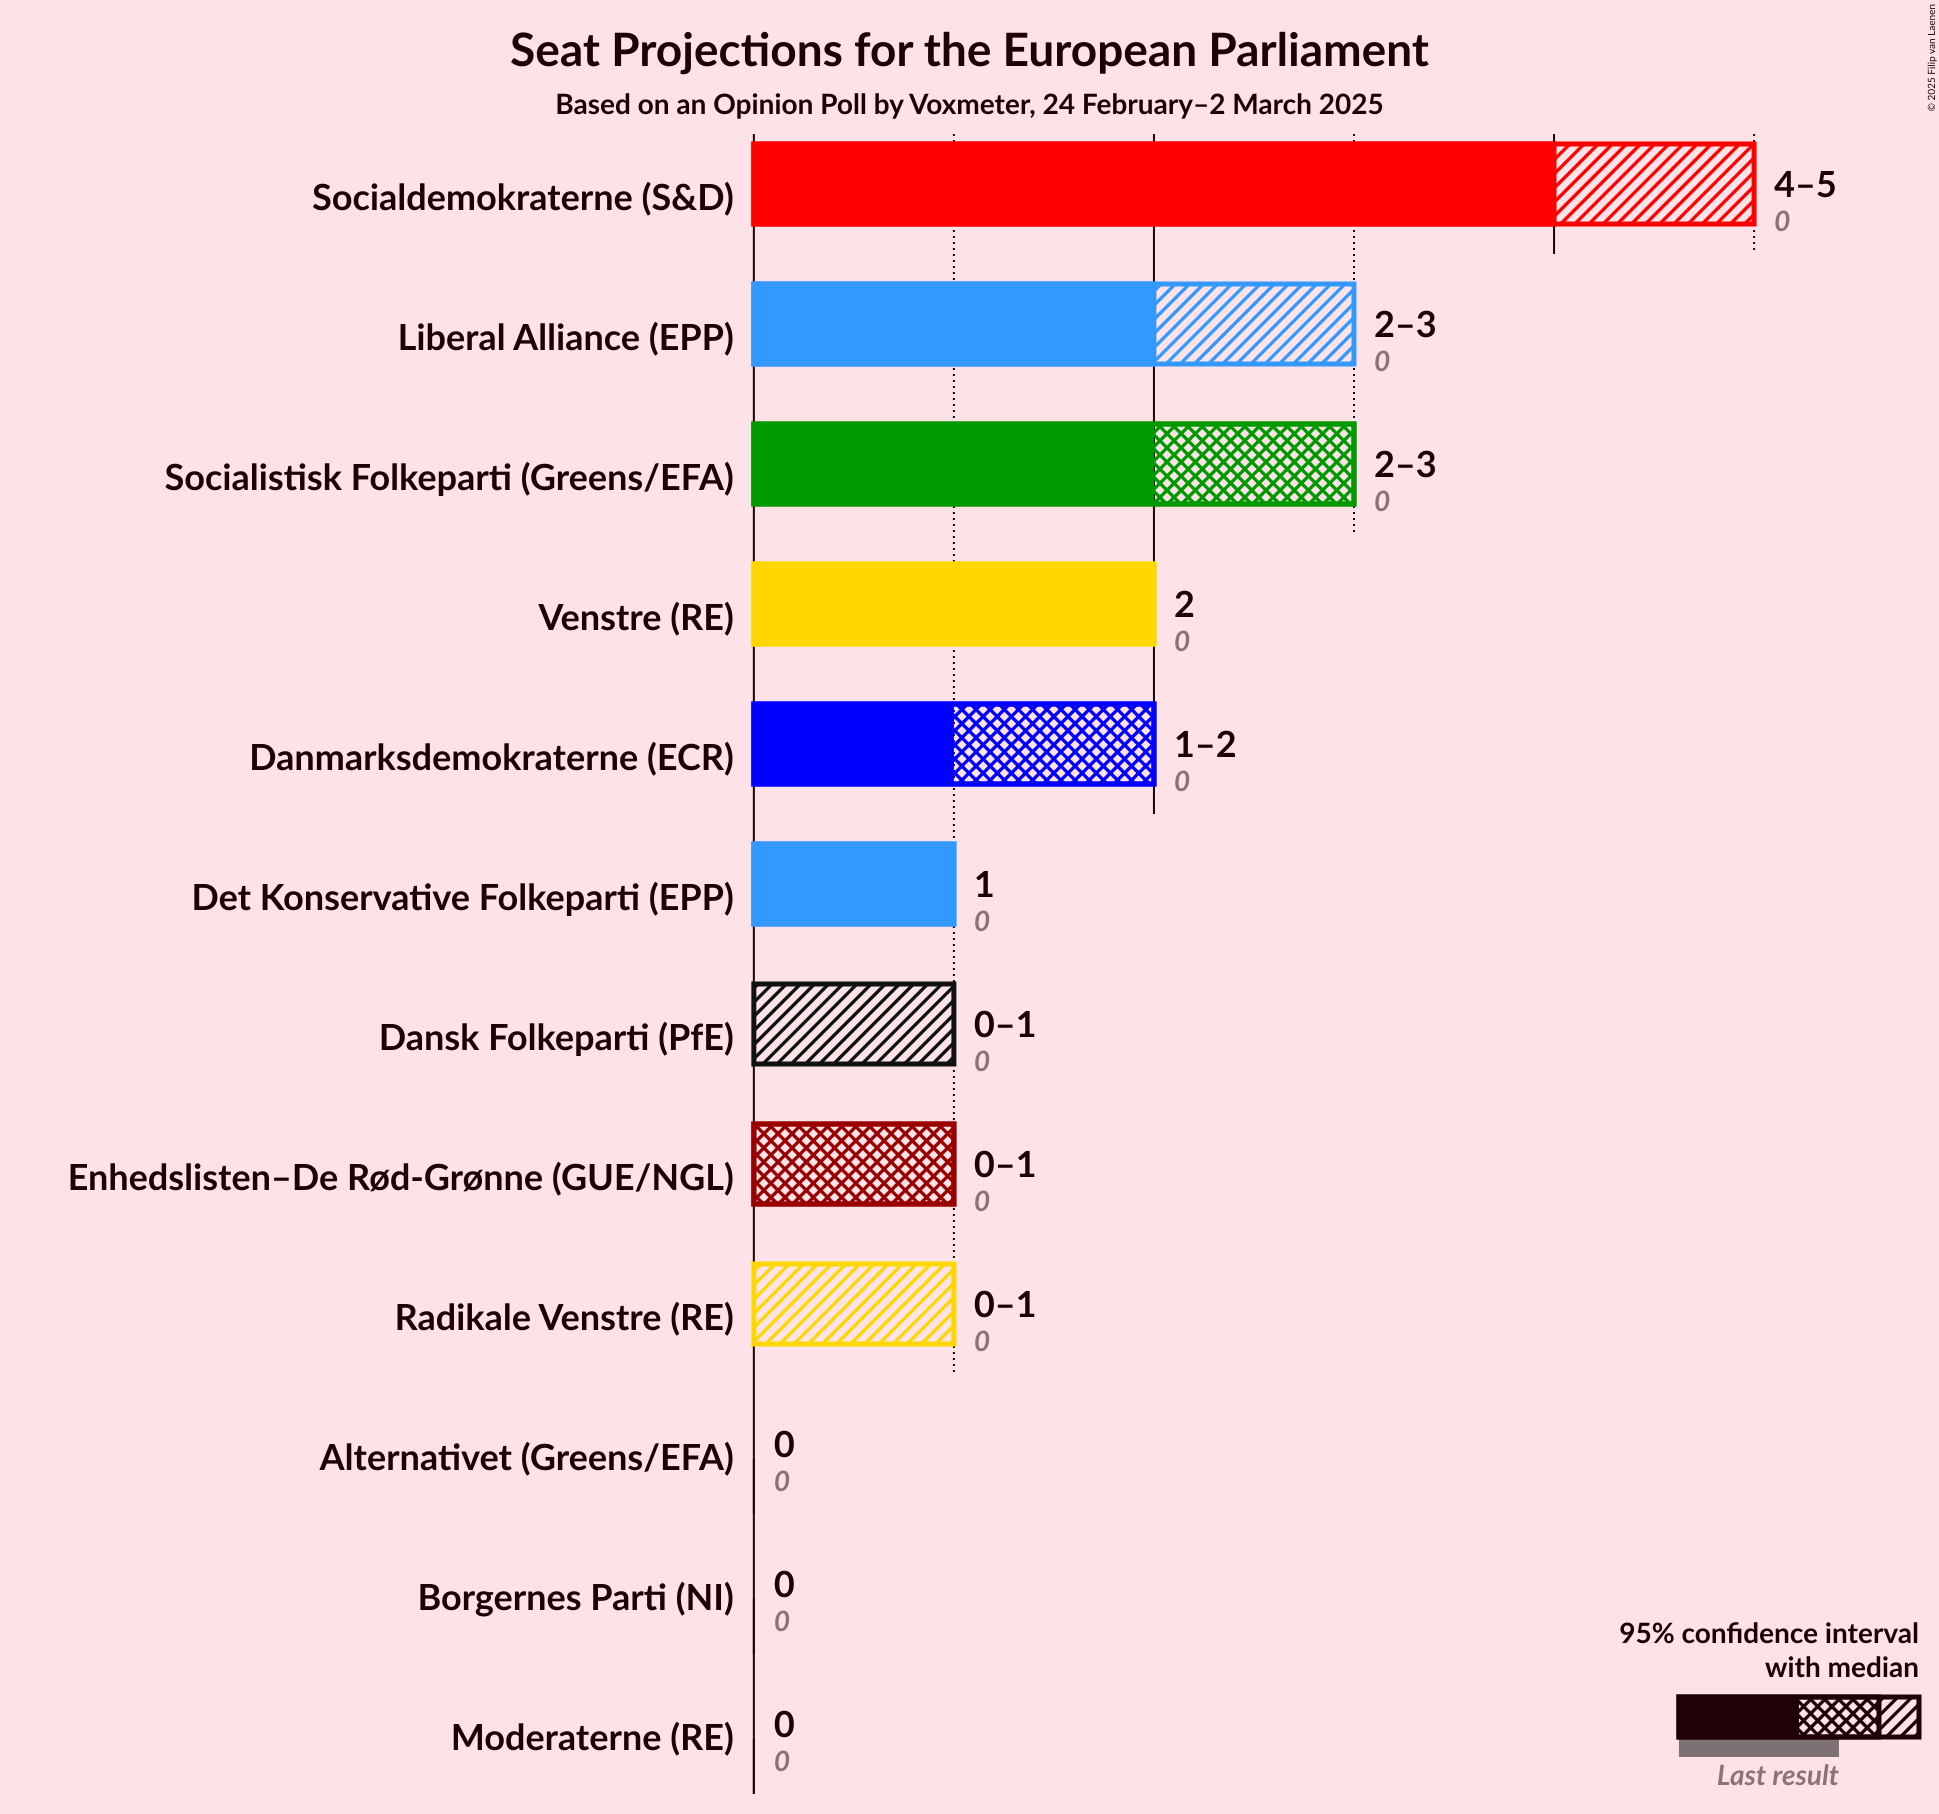 Seat Projections for the European Parliament
Based on an Opinion Poll by Voxmeter, 24 February–2 March 2025
© 2025 Filip van Laenen
Socialdemokraterne (S&D)
4–5
0
Liberal Alliance (EPP)
2–3
0
Socialistisk Folkeparti (Greens/EFA)
2–3
0
Venstre (RE)
2
0
Danmarksdemokraterne (ECR)
1–2
0
Det Konservative Folkeparti (EPP)
1
0
Dansk Folkeparti (PfE)
0–1
0
Enhedslisten–De Rød-Grønne (GUE/NGL)
0–1
0
Radikale Venstre (RE)
0–1
0
Alternativet (Greens/EFA)
0
0
Borgernes Parti (NI)
0
0
Moderaterne (RE)
0
0
95% confidence interval
with median
Last result